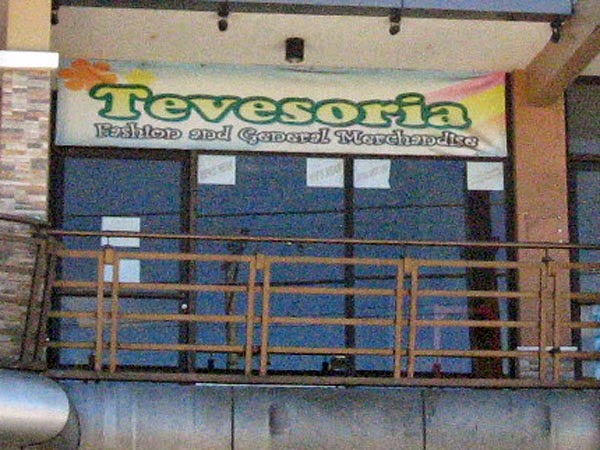 Tevesoria
Fashion and General Merchandise